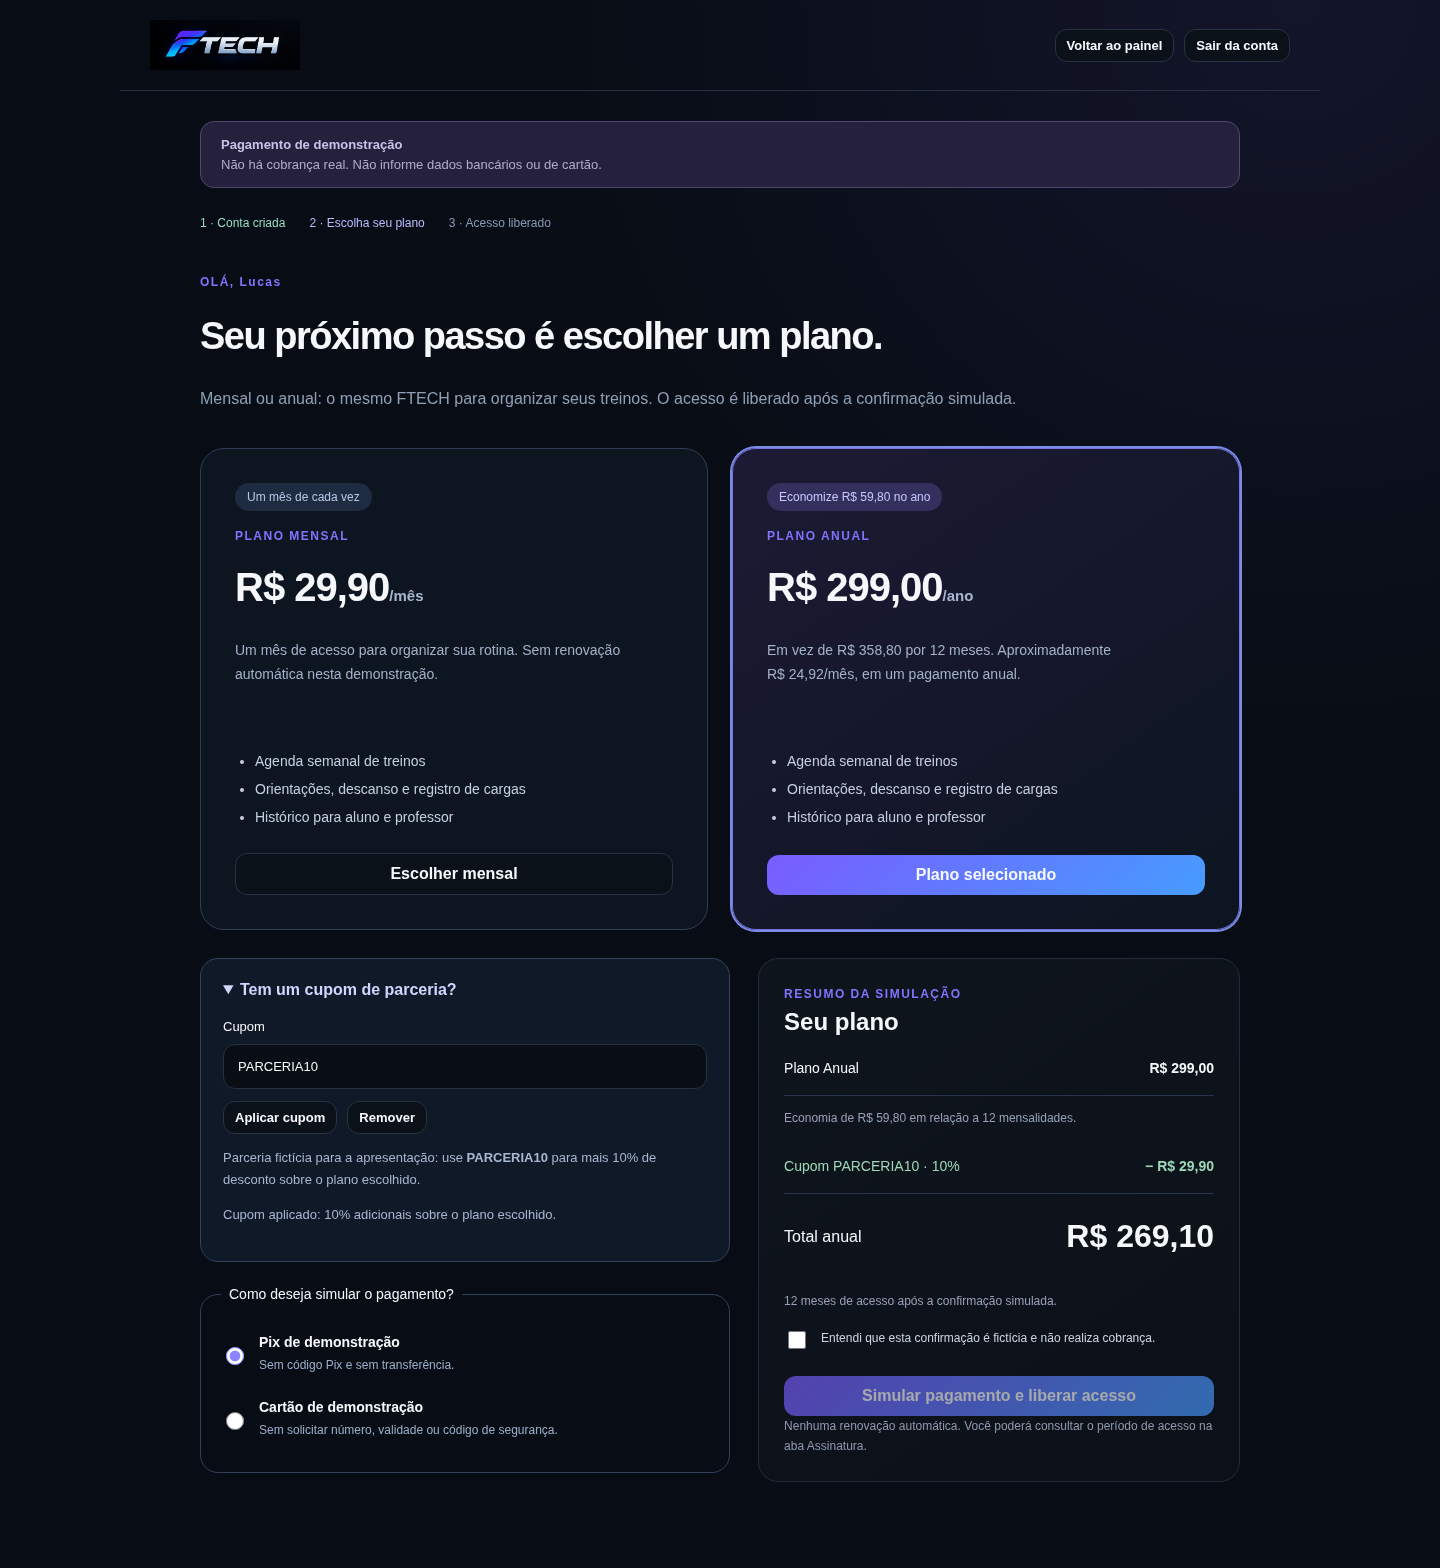 FTECH
Voltar ao painel
Sair da conta
Pagamento de demonstração
Não há cobrança real. Não informe dados bancários ou de cartão.
1 · Conta criada
2 · Escolha seu plano
3 · Acesso liberado
OLÁ, Lucas
Seu próximo passo é escolher um plano.
Mensal ou anual: o mesmo FTECH para organizar seus treinos. O acesso é liberado após a confirmação simulada.
Um mês de cada vez
PLANO MENSAL
R$ 29,90/mês
Um mês de acesso para organizar sua rotina. Sem renovação
automática nesta demonstração.
• Agenda semanal de treinos
• Orientações, descanso e registro de cargas
• Histórico para aluno e professor
Escolher mensal
Economize R$ 59,80 no ano
PLANO ANUAL
R$ 299,00/ano
Em vez de R$ 358,80 por 12 meses. Aproximadamente
R$ 24,92/mês, em um pagamento anual.
• Agenda semanal de treinos
• Orientações, descanso e registro de cargas
• Histórico para aluno e professor
Plano selecionado
▼ Tem um cupom de parceria?
Cupom
PARCERIA10
Aplicar cupom
Remover
Parceria fictícia para a apresentação: use PARCERIA10 para mais 10% de
desconto sobre o plano escolhido.
Cupom aplicado: 10% adicionais sobre o plano escolhido.
Como deseja simular o pagamento?
Pix de demonstração
Sem código Pix e sem transferência.
Cartão de demonstração
Sem solicitar número, validade ou código de segurança.
RESUMO DA SIMULAÇÃO
Seu plano
Plano Anual R$ 299,00
Economia de R$ 59,80 em relação a 12 mensalidades.
Cupom PARCERIA10 · 10% − R$ 29,90
Total anual R$ 269,10
12 meses de acesso após a confirmação simulada.
Entendi que esta confirmação é fictícia e não realiza cobrança.
Simular pagamento e liberar acesso
Nenhuma renovação automática. Você poderá consultar o período de acesso na
aba Assinatura.